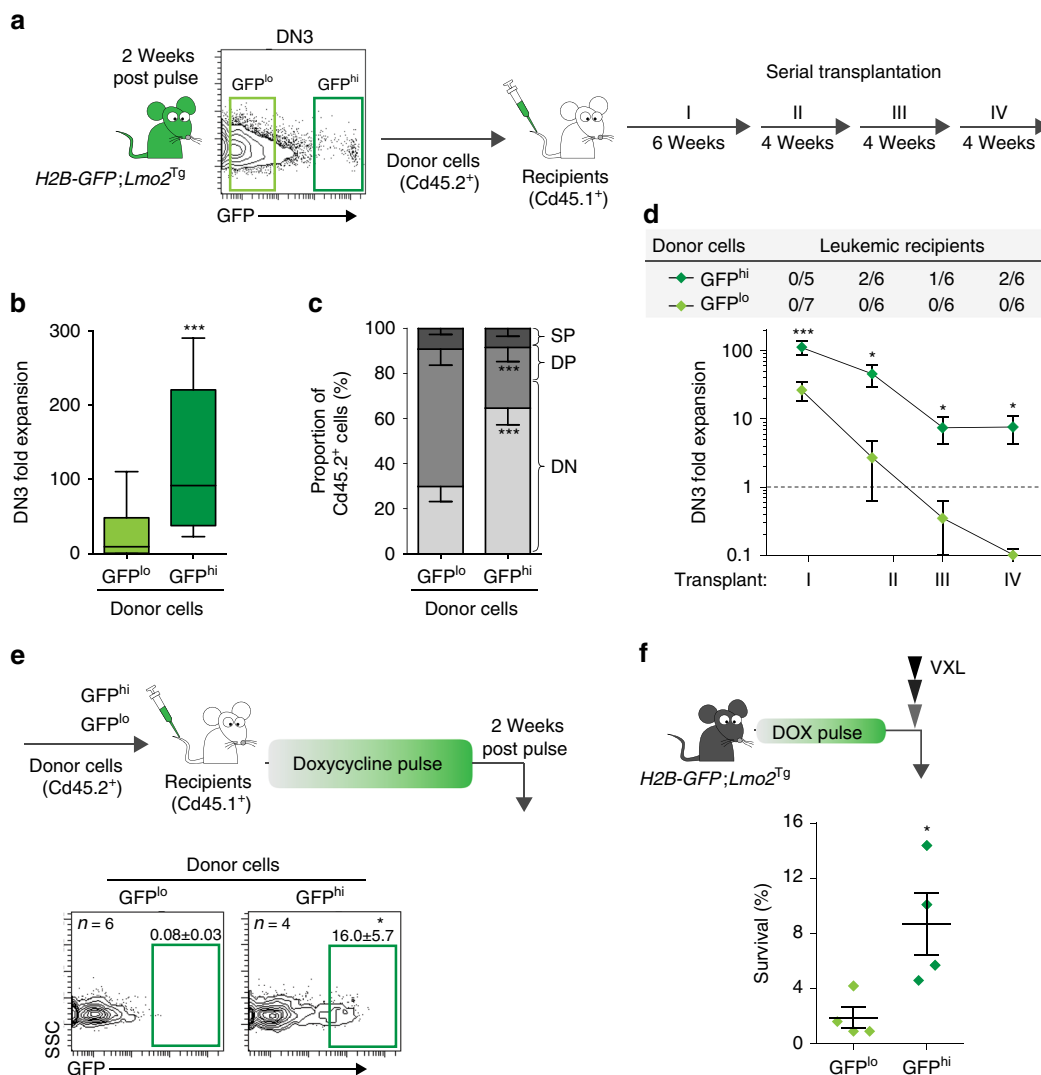 a
2 Weeks
post pulse
H2B-GFP;Lmo2Tg
DN3
GFPlo
GFPhi
GFP
Donor cells
(Cd45.2+)
Recipients
(Cd45.1+)
Serial transplantation
I II III IV
6 Weeks 4 Weeks 4 Weeks 4 Weeks
b
DN3 fold expansion
300
200
100
0
***
GFPlo GFPhi
Donor cells
c
Proportion of
Cd45.2+ cells (%)
100
80
60
40
20
0
***
***
SP
DP
DN
GFPlo GFPhi
Donor cells
d
Donor cells Leukemic recipients
GFPhi 0/5 2/6 1/6 2/6
GFPlo 0/7 0/6 0/6 0/6
DN3 fold expansion
100
10
1
0.1
***
*
*
*
Transplant: I II III IV
e
GFPhi
GFPlo
Donor cells
(Cd45.2+)
Recipients
(Cd45.1+)
Doxycycline pulse
2 Weeks
post pulse
Donor cells
GFPlo GFPhi
n = 6
0.08±0.03
n = 4
*
16.0±5.7
SSC
GFP
f
VXL
DOX pulse
H2B-GFP;Lmo2Tg
Survival (%)
16
12
8
4
0
*
GFPlo GFPhi